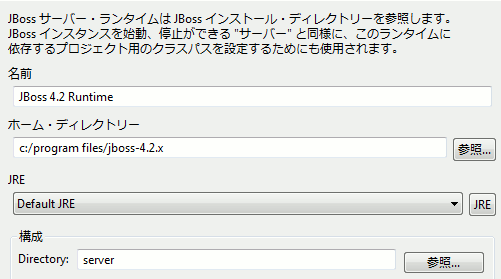 JBoss サーバー・ランタイムは JBoss インストール・ディレクトリーを参照します。
JBoss インスタンスを始動、停止ができる "サーバー" と同様に、このランタイムに
依存するプロジェクト用のクラスパスを設定するためにも使用されます。
名前
JBoss 4.2 Runtime
ホーム・ディレクトリー
c:/program files/jboss-4.2.x 参照...
JRE
Default JRE JRE
構成
Directory: server 参照...